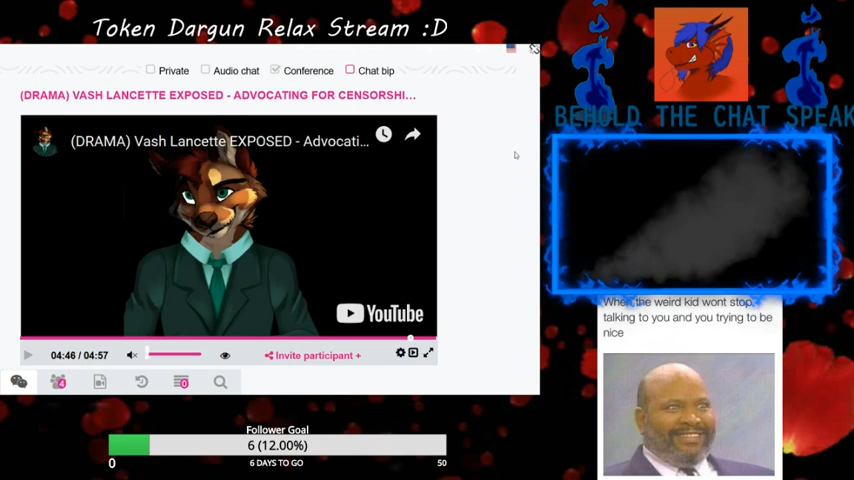 Token Dargun Relax Stream :D
Private
Audio chat
Conference
Chat bip
(DRAMA) VASH LANCETTE EXPOSED - ADVOCATING FOR CENSORSHI...
(DRAMA) Vash Lancette EXPOSED - Advocati...
YouTube
04:46 / 04:57
Invite participant +
4
0
Follower Goal
6 (12.00%)
0
6 DAYS TO GO
50
BEHOLD THE CHAT SPEAK
When the weird kid wont stop
talking to you and you trying to be
nice